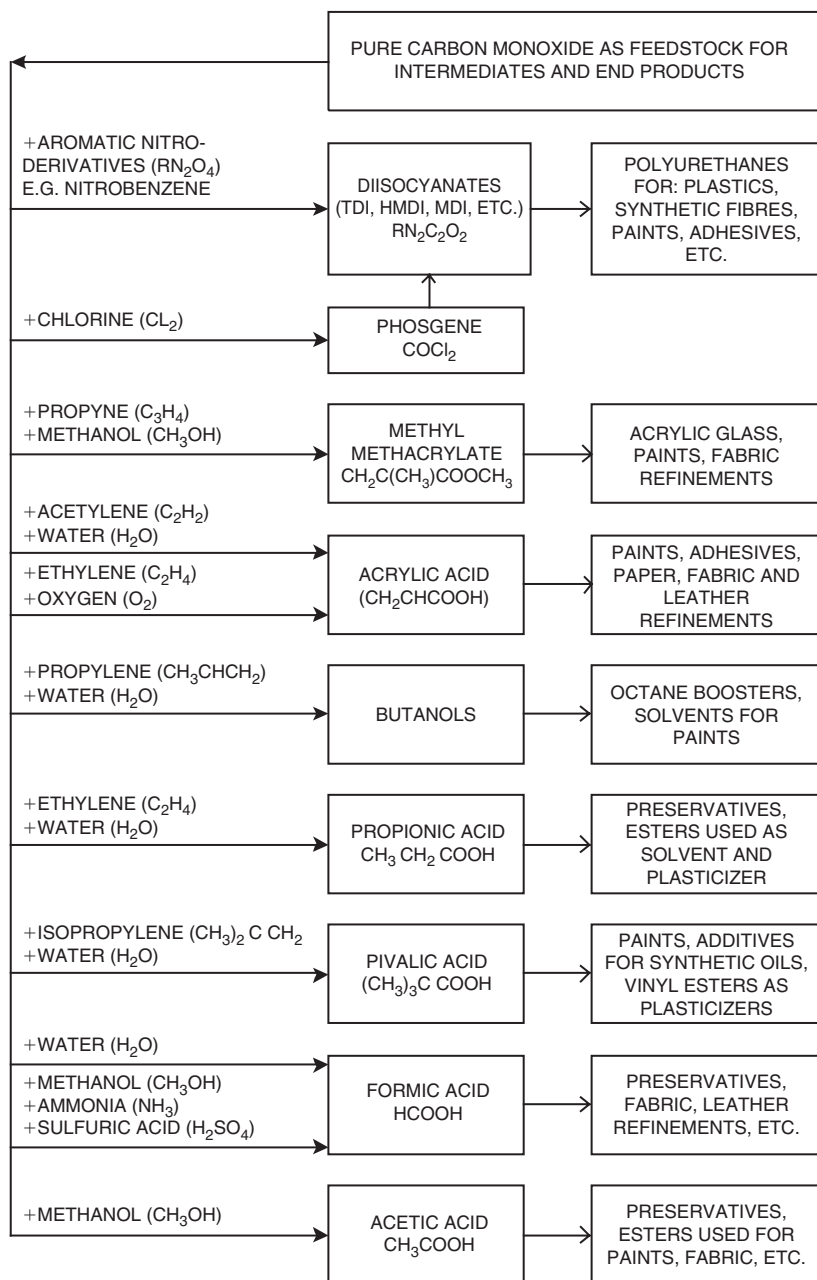 PURE CARBON MONOXIDE AS FEEDSTOCK FOR
INTERMEDIATES AND END PRODUCTS
+AROMATIC NITRO-
DERIVATIVES (RN₂O₄)
E.G. NITROBENZENE
DIISOCYANATES
(TDI, HMDI, MDI, ETC.)
RN₂C₂O₂
POLYURETHANES
FOR: PLASTICS,
SYNTHETIC FIBRES,
PAINTS, ADHESIVES,
ETC.
+CHLORINE (CL₂)
PHOSGENE
COCl₂
+PROPYNE (C₃H₄)
+METHANOL (CH₃OH)
METHYL
METHACRYLATE
CH₂C(CH₃)COOCH₃
ACRYLIC GLASS,
PAINTS, FABRIC
REFINEMENTS
+ACETYLENE (C₂H₂)
+WATER (H₂O)
+ETHYLENE (C₂H₄)
+OXYGEN (O₂)
ACRYLIC ACID
(CH₂CHCOOH)
PAINTS, ADHESIVES,
PAPER, FABRIC AND
LEATHER
REFINEMENTS
+PROPYLENE (CH₃CHCH₂)
+WATER (H₂O)
BUTANOLS
OCTANE BOOSTERS,
SOLVENTS FOR
PAINTS
+ETHYLENE (C₂H₄)
+WATER (H₂O)
PROPIONIC ACID
CH₃ CH₂ COOH
PRESERVATIVES,
ESTERS USED AS
SOLVENT AND
PLASTICIZER
+ISOPROPYLENE (CH₃)₂ C CH₂
+WATER (H₂O)
PIVALIC ACID
(CH₃)₃C COOH
PAINTS, ADDITIVES
FOR SYNTHETIC OILS,
VINYL ESTERS AS
PLASTICIZERS
+WATER (H₂O)
+METHANOL (CH₃OH)
+AMMONIA (NH₃)
+SULFURIC ACID (H₂SO₄)
FORMIC ACID
HCOOH
PRESERVATIVES,
FABRIC, LEATHER
REFINEMENTS, ETC.
+METHANOL (CH₃OH)
ACETIC ACID
CH₃COOH
PRESERVATIVES,
ESTERS USED FOR
PAINTS, FABRIC, ETC.